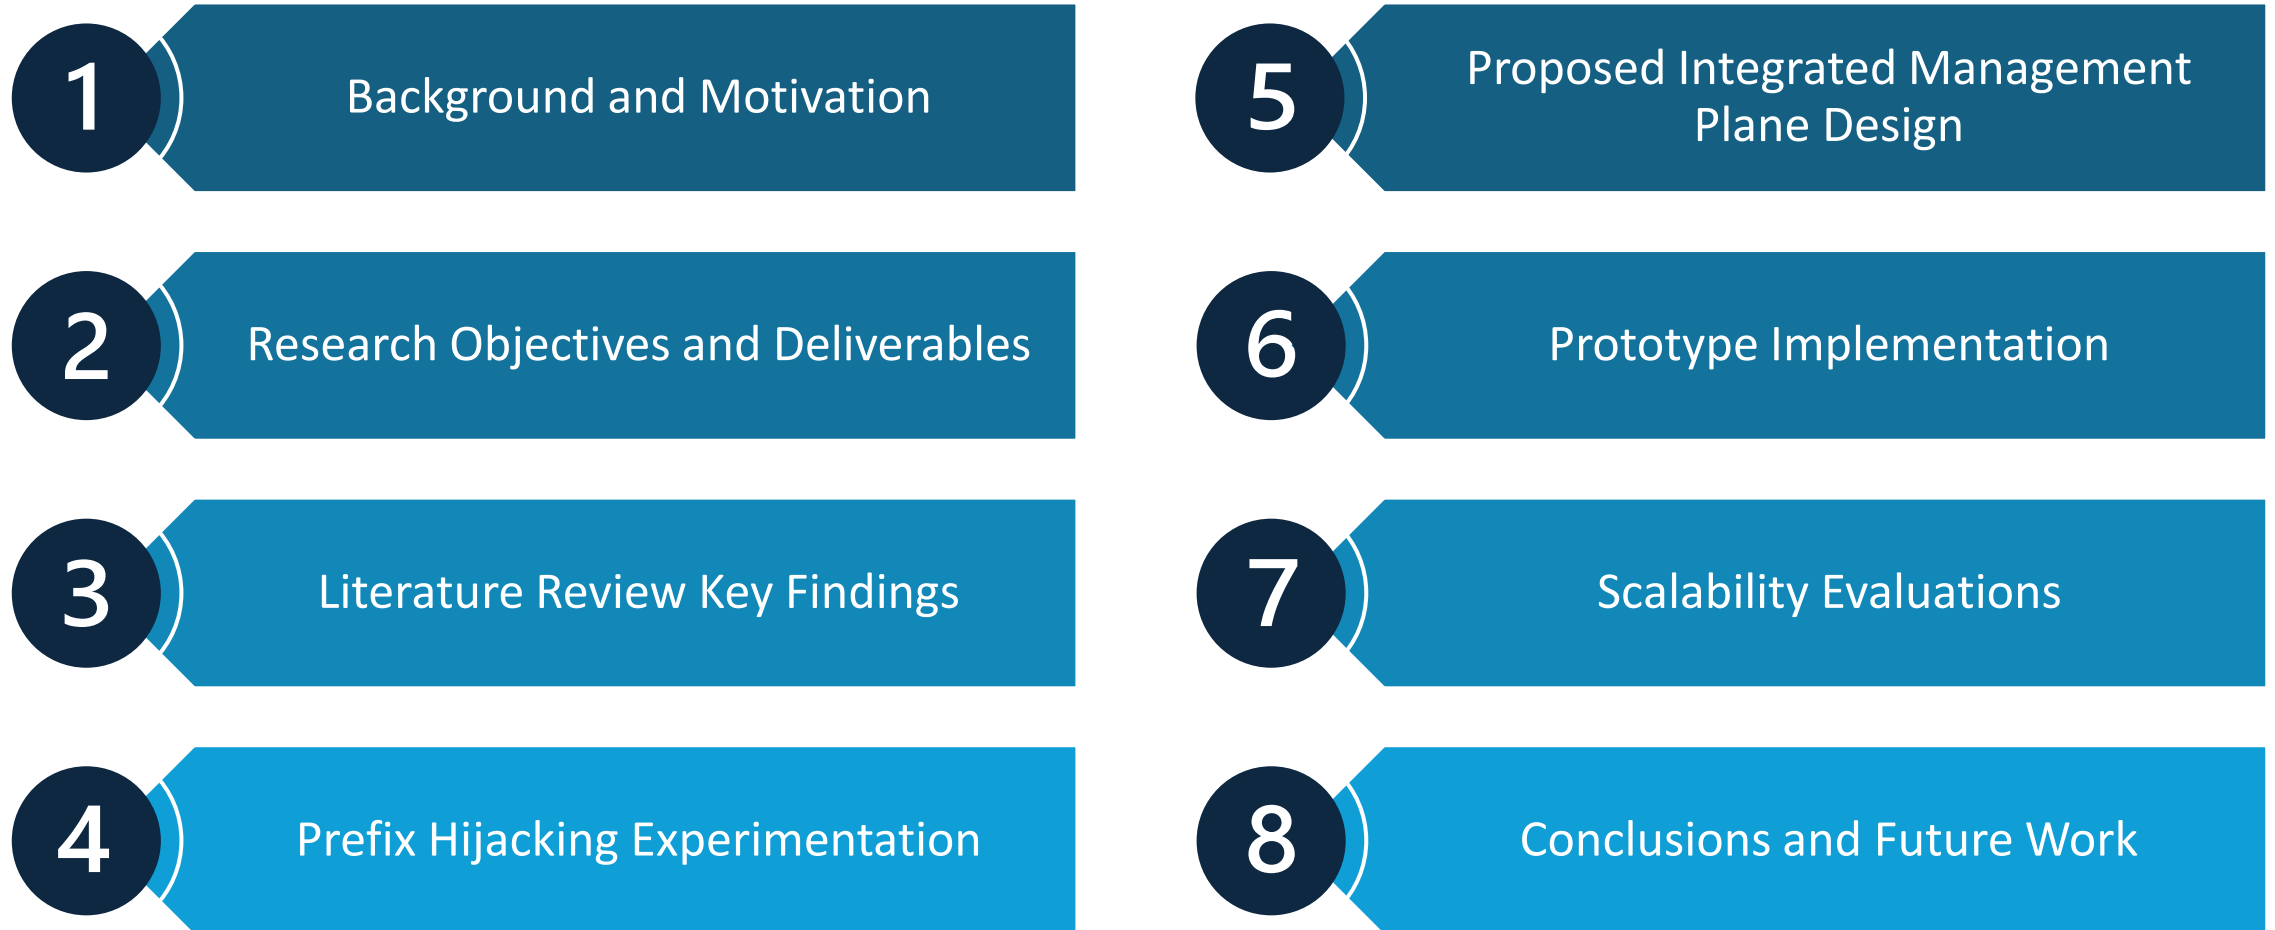 1
Background and Motivation
2
Research Objectives and Deliverables
3
Literature Review Key Findings
4
Prefix Hijacking Experimentation
5
Proposed Integrated Management
Plane Design
6
Prototype Implementation
7
Scalability Evaluations
8
Conclusions and Future Work